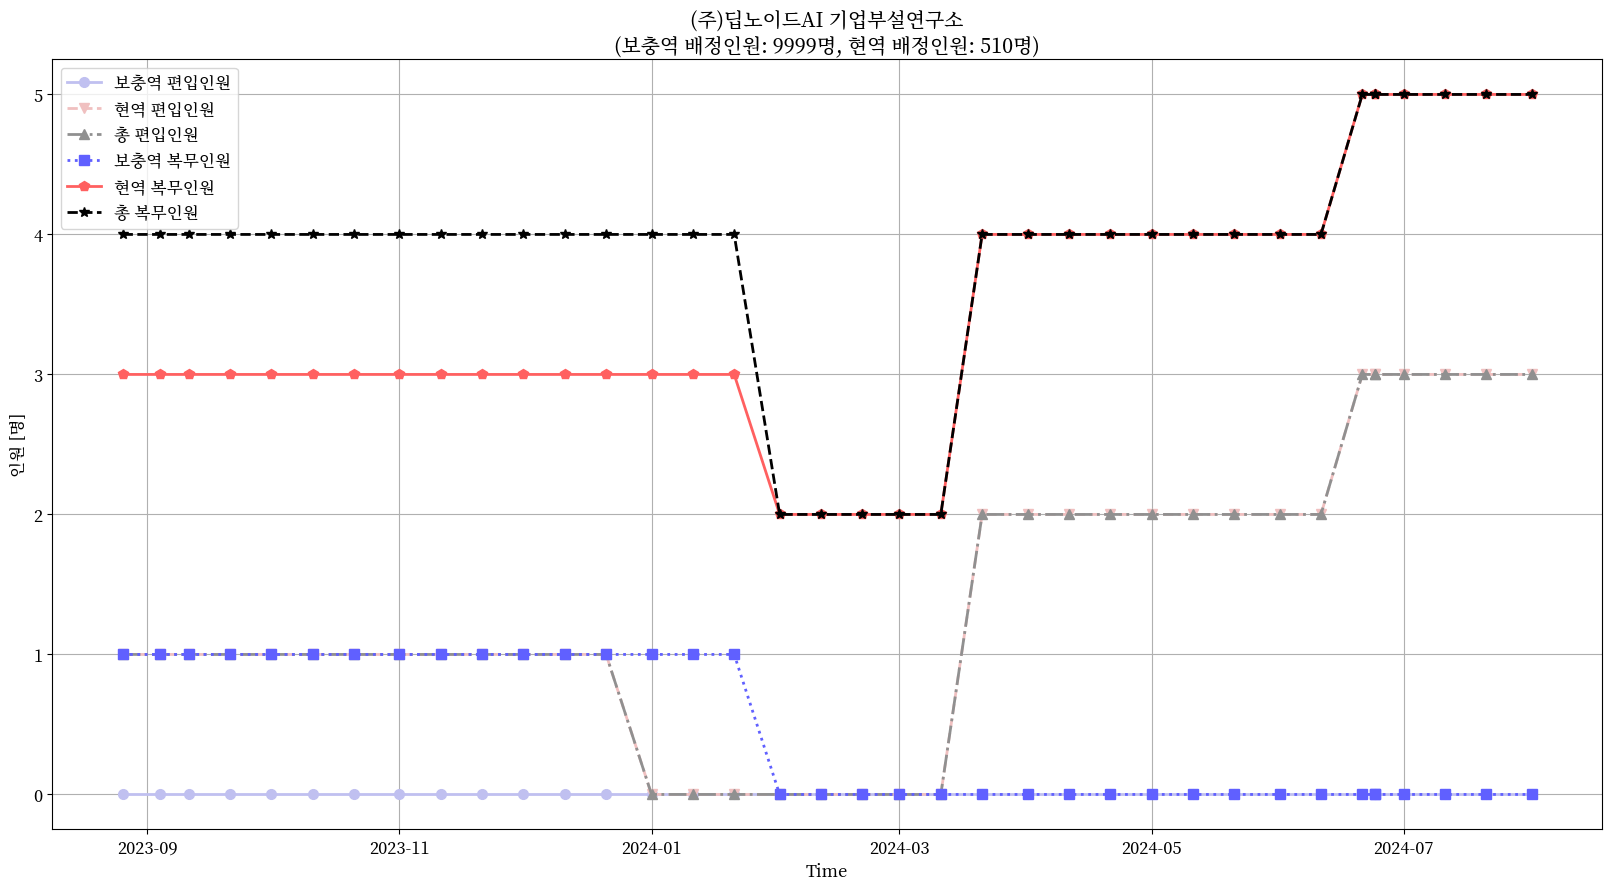 (주)딥노이드AI 기업부설연구소
(보충역 배정인원: 9999명, 현역 배정인원: 510명)
보충역 편입인원
현역 편입인원
총 편입인원
보충역 복무인원
현역 복무인원
총 복무인원
인원 [명]
5
4
3
2
1
0
2023-09
2023-11
2024-01
2024-03
2024-05
2024-07
Time